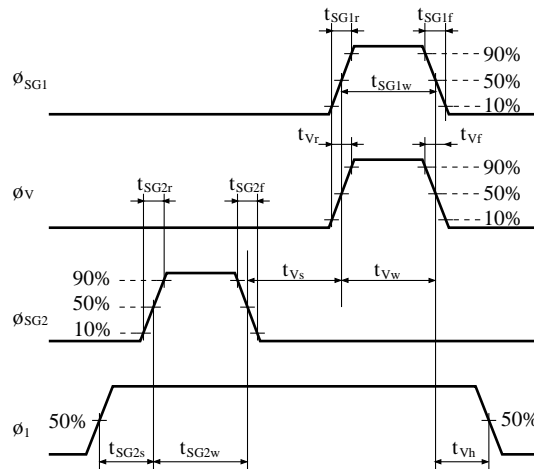 tSG1r tSG1f
90%
øSG1 tSG1w 50%
10%
tVr tVf
90%
øV 50%
tSG2r tSG2f 10%
tVs tVw
90%
øSG2 50%
10%
ø1 50% 50%
tSG2s tSG2w tVh